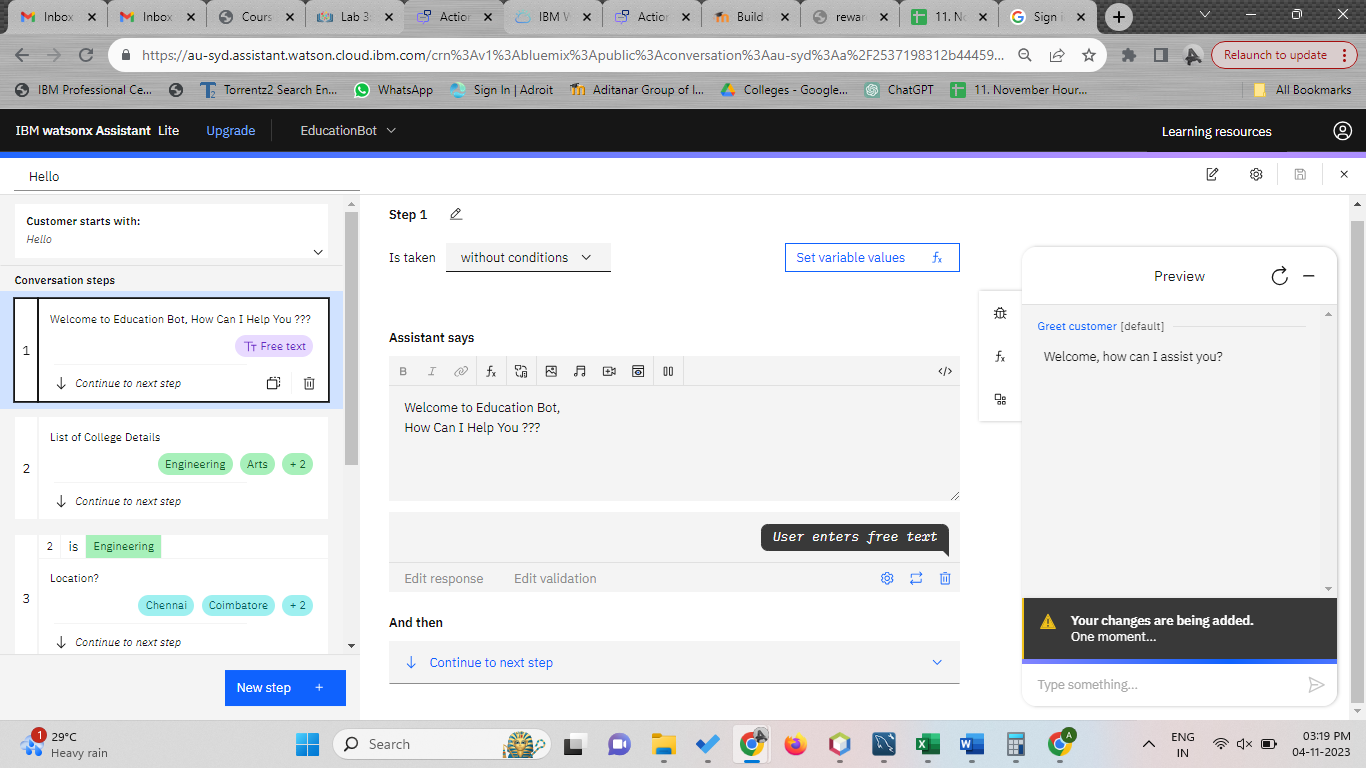 Inbox
Inbox
Cours
Lab 3
Action
IBM W
Action
Build
rewar
11. No
Sign i
https://au-syd.assistant.watson.cloud.ibm.com/crn%3Av1%3Abluemix%3Apublic%3Aconversation%3Aau-syd%3Aa%2F2537198312b44459...
Relaunch to update
IBM Professional Ce...
Torrentz2 Search En...
WhatsApp
Sign In | Adroit
Aditanar Group of I...
Colleges - Google...
ChatGPT
11. November Hour...
All Bookmarks
IBM watsonx Assistant Lite
Upgrade
EducationBot
Learning resources
Hello
Customer starts with:
Hello
Conversation steps
1
Welcome to Education Bot, How Can I Help You ???
Free text
Continue to next step
2
List of College Details
Engineering Arts + 2
Continue to next step
3
2 is Engineering
Location?
Chennai Coimbatore + 2
Continue to next step
New step +
Step 1
Is taken without conditions
Set variable values fx
Assistant says
B I fx </>
Welcome to Education Bot,
How Can I Help You ???
User enters free text
Edit response Edit validation
And then
Continue to next step
fx
Preview
Greet customer [default]
Welcome, how can I assist you?
Your changes are being added.
One moment...
Type something...
1
29°C
Heavy rain
Search
A
ENG
IN
03:19 PM
04-11-2023